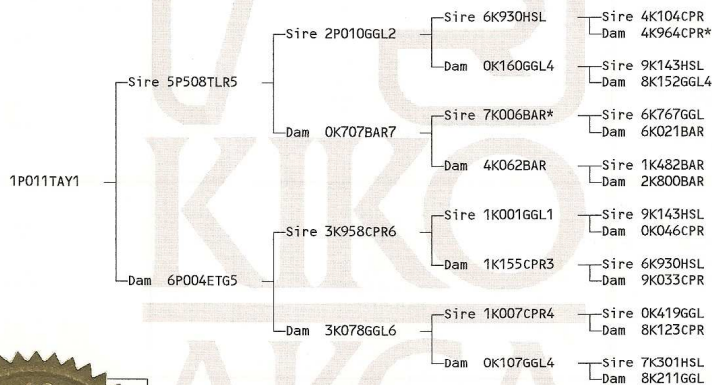 Sire 4K104CPR
Sire 6K930HSL
Dam 4K964CPR*
Sire 2P010GGL2
Sire 9K143HSL
Dam 0K160GGL4
Dam 8K152GGL4
Sire 5P508TLR5
Sire 6K767GGL
Sire 7K006BAR*
Dam 6K021BAR
Dam 0K707BAR7
Sire 1K482BAR
Dam 4K062BAR
Dam 2K800BAR
1P011TAY1
Sire 9K143HSL
Sire 1K001GGL1
Dam 0K046CPR
Sire 3K958CPR6
Sire 6K930HSL
Dam 1K155CPR3
Dam 9K033CPR
Dam 6P004ETG5
Sire 0K419GGL
Sire 1K007CPR4
Dam 8K123CPR
Dam 3K078GGL6
Sire 7K301HSL
Dam 0K107GGL4
Dam 8K211GGL
KIKO
AKGA